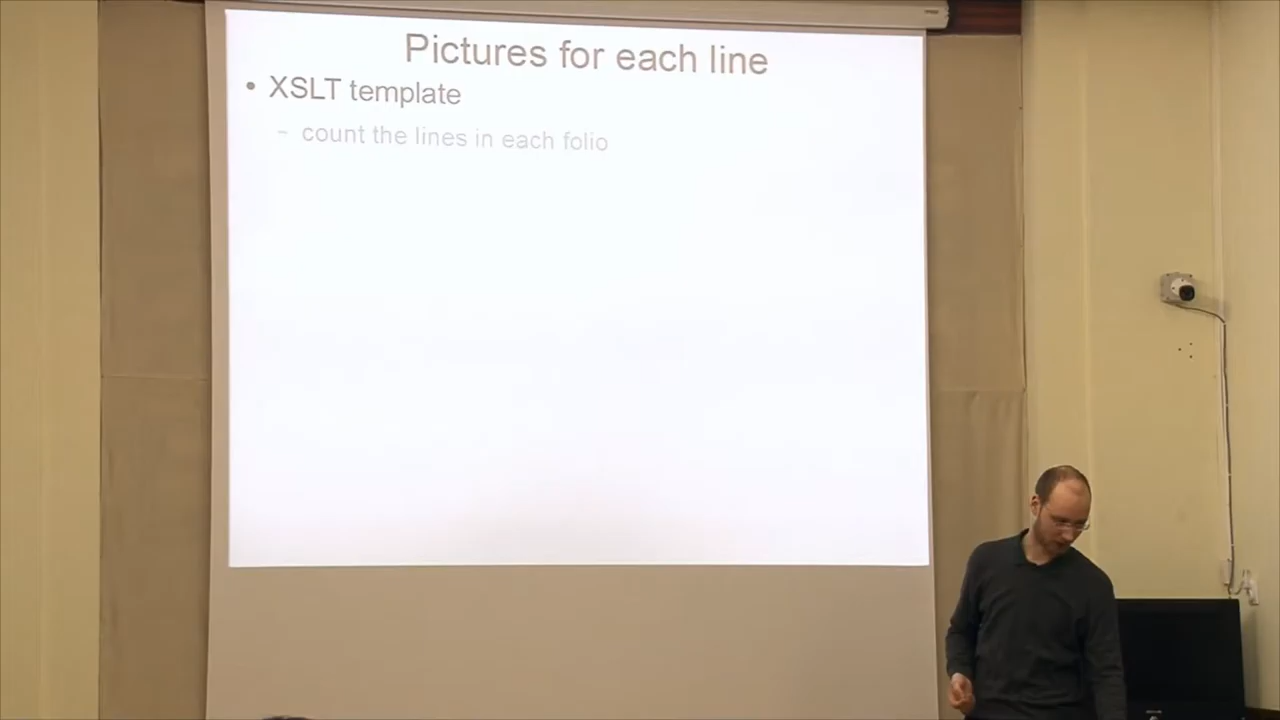 Pictures for each line
• XSLT template
– count the lines in each folio